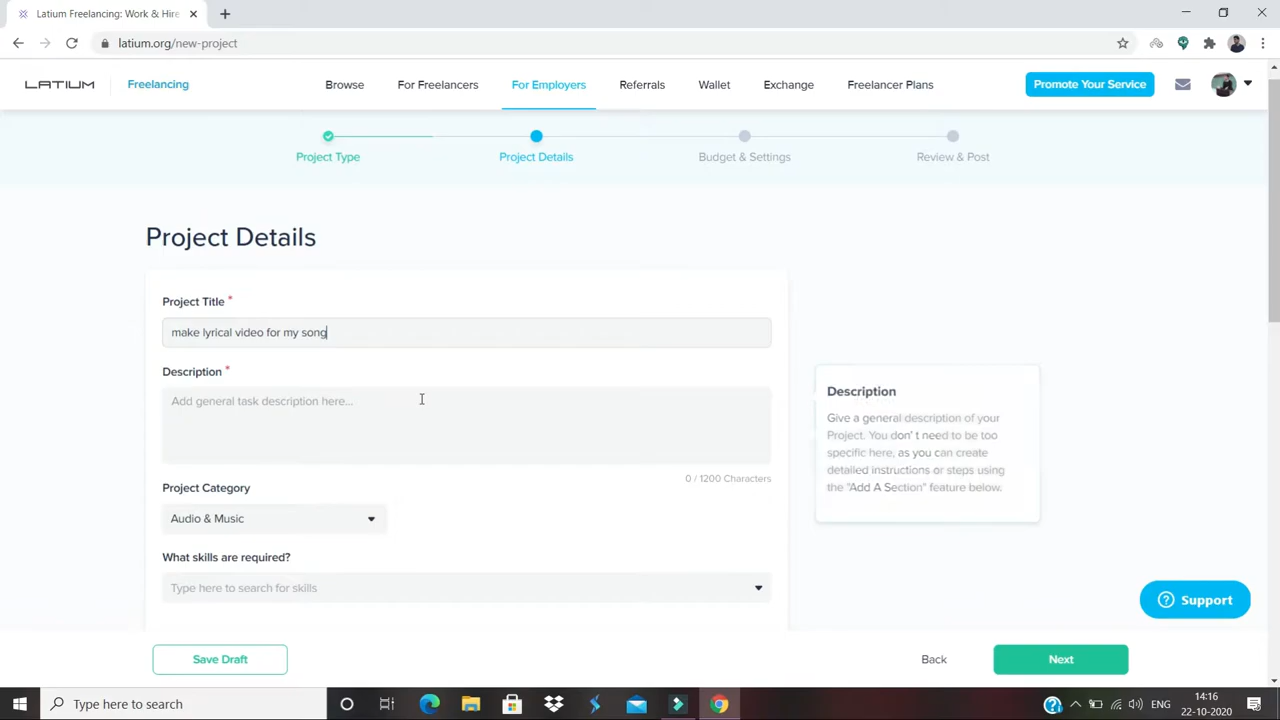 Latium Freelancing: Work & Hire
latium.org/new-project
LATIUM
Freelancing
Browse
For Freelancers
For Employers
Referrals
Wallet
Exchange
Freelancer Plans
Promote Your Service
Project Type
Project Details
Budget & Settings
Review & Post
Project Details
Project Title *
make lyrical video for my song
Description *
Add general task description here...
0 / 1200 Characters
Description
Give a general description of your
Project. You don't need to be too
specific here, as you can create
detailed instructions or steps using
the "Add A Section" feature below.
Project Category
Audio & Music
What skills are required?
Type here to search for skills
Support
Save Draft
Back
Next
Type here to search
ENG
14:16
22-10-2020